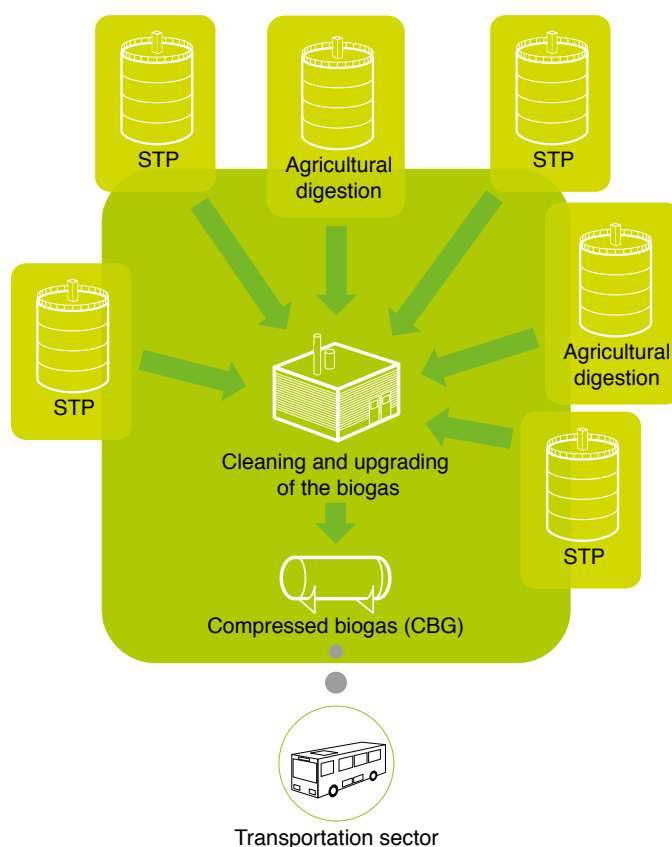 STP
Agricultural
digestion
STP
STP
Agricultural
digestion
STP
Cleaning and upgrading
of the biogas
Compressed biogas (CBG)
Transportation sector